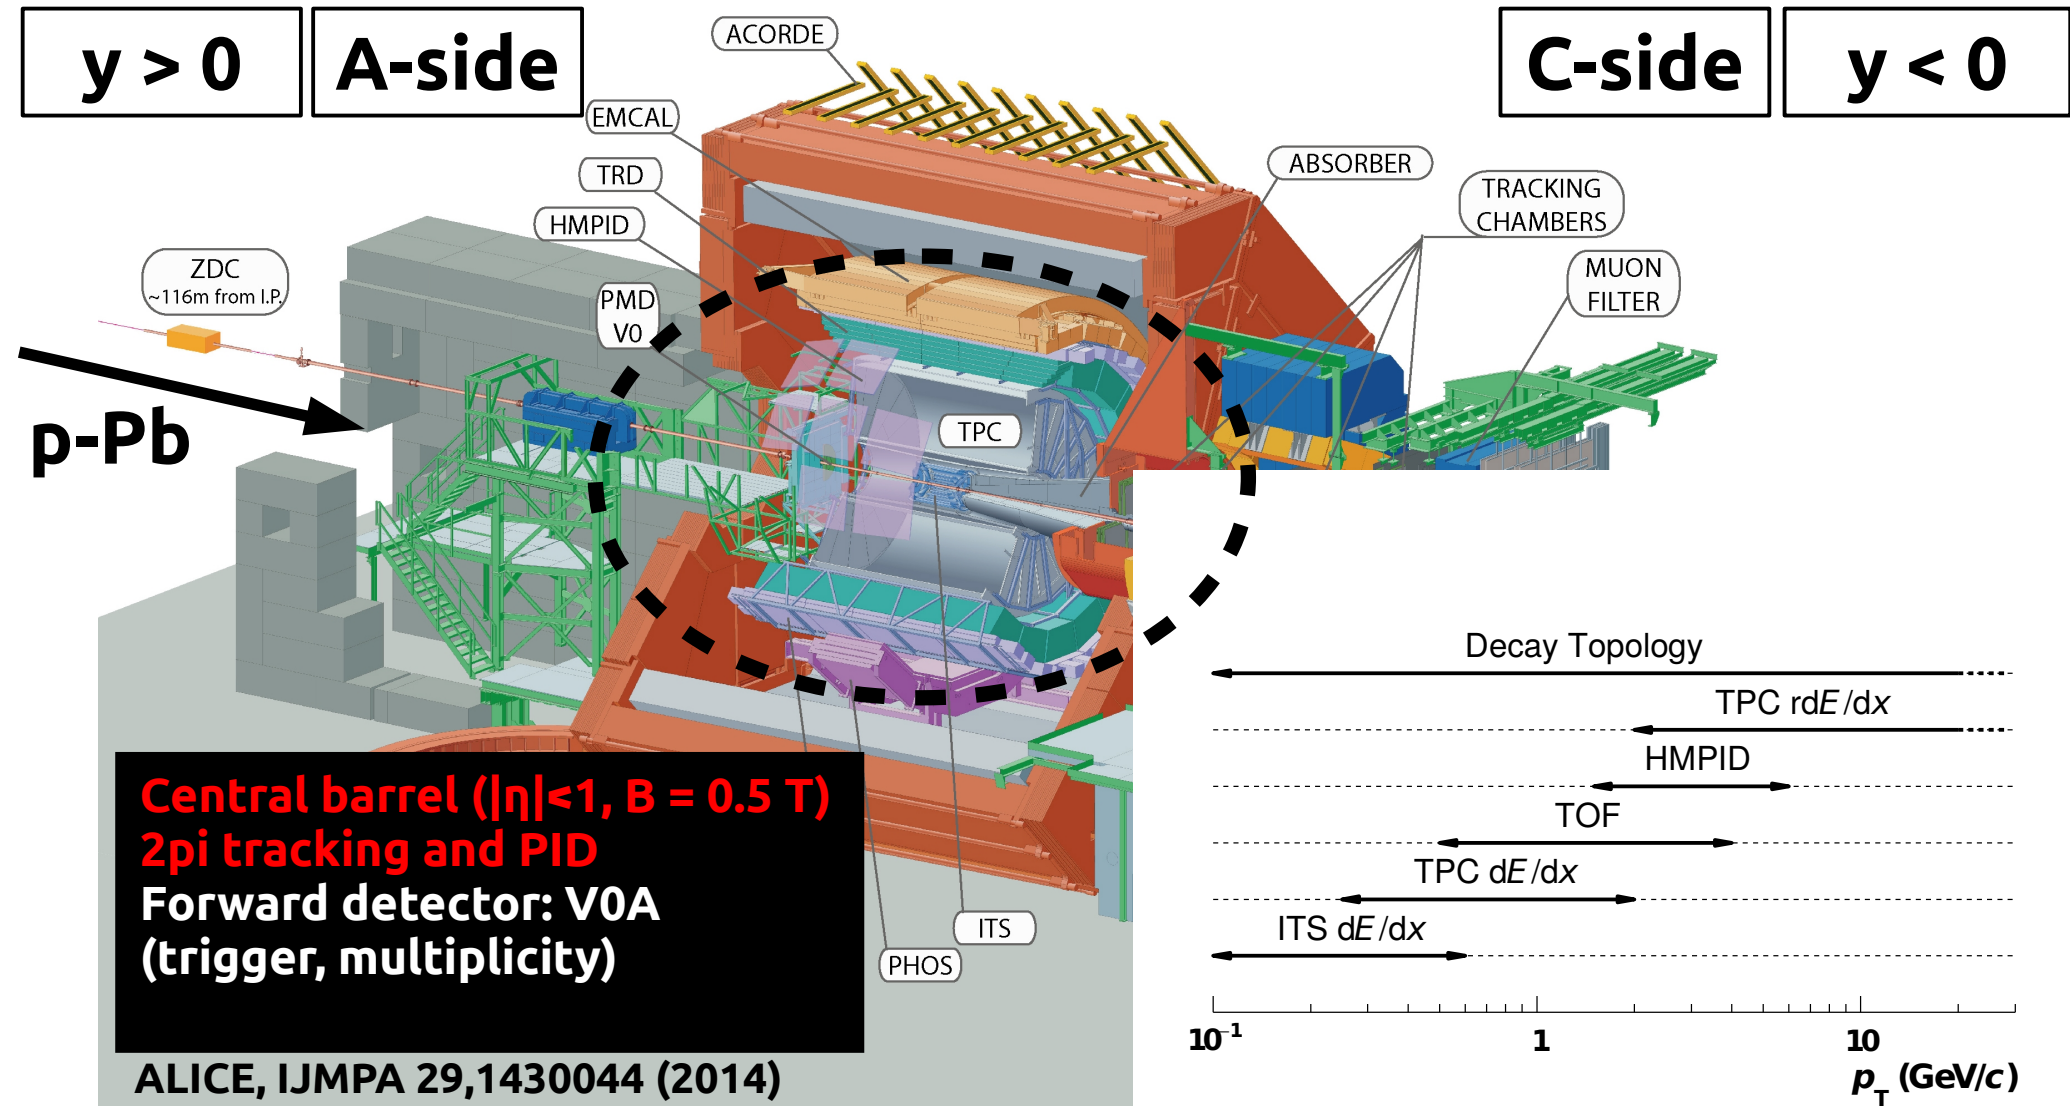 y > 0
A-side
C-side
y < 0
ACORDE
EMCAL
TRD
HMPID
PMD
V0
ZDC
~116m from I.P.
p-Pb
ABSORBER
TRACKING
CHAMBERS
MUON
FILTER
TPC
ITS
PHOS
Central barrel (|η|<1, B = 0.5 T)
2pi tracking and PID
Forward detector: V0A
(trigger, multiplicity)
ALICE, IJMPA 29,1430044 (2014)
Decay Topology
TPC rdE/dx
HMPID
TOF
TPC dE/dx
ITS dE/dx
10⁻¹
1
10
p_T (GeV/c)